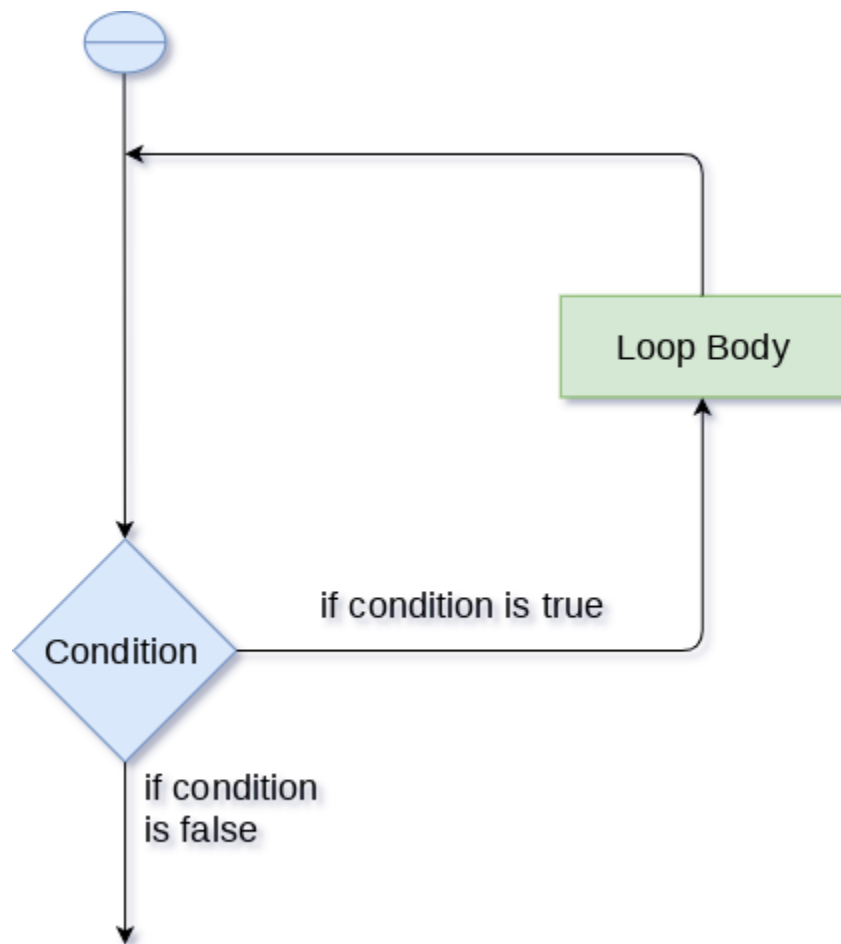 Loop Body
if condition is true
Condition
if condition
is false